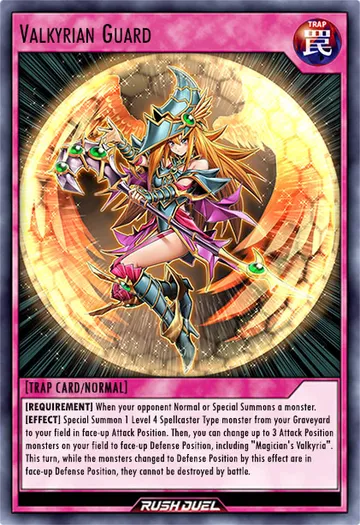 Valkyrian Guard
TRAP
罠
[TRAP CARD/NORMAL]
[REQUIREMENT] When your opponent Normal or Special Summons a monster.
[EFFECT] Special Summon 1 Level 4 Spellcaster Type monster from your Graveyard
to your field in face-up Attack Position. Then, you can change up to 3 Attack Position
monsters on your field to face-up Defense Position, including "Magician's Valkyria".
This turn, while the monsters changed to Defense Position by this effect are in
face-up Defense Position, they cannot be destroyed by battle.
RUSH DUEL